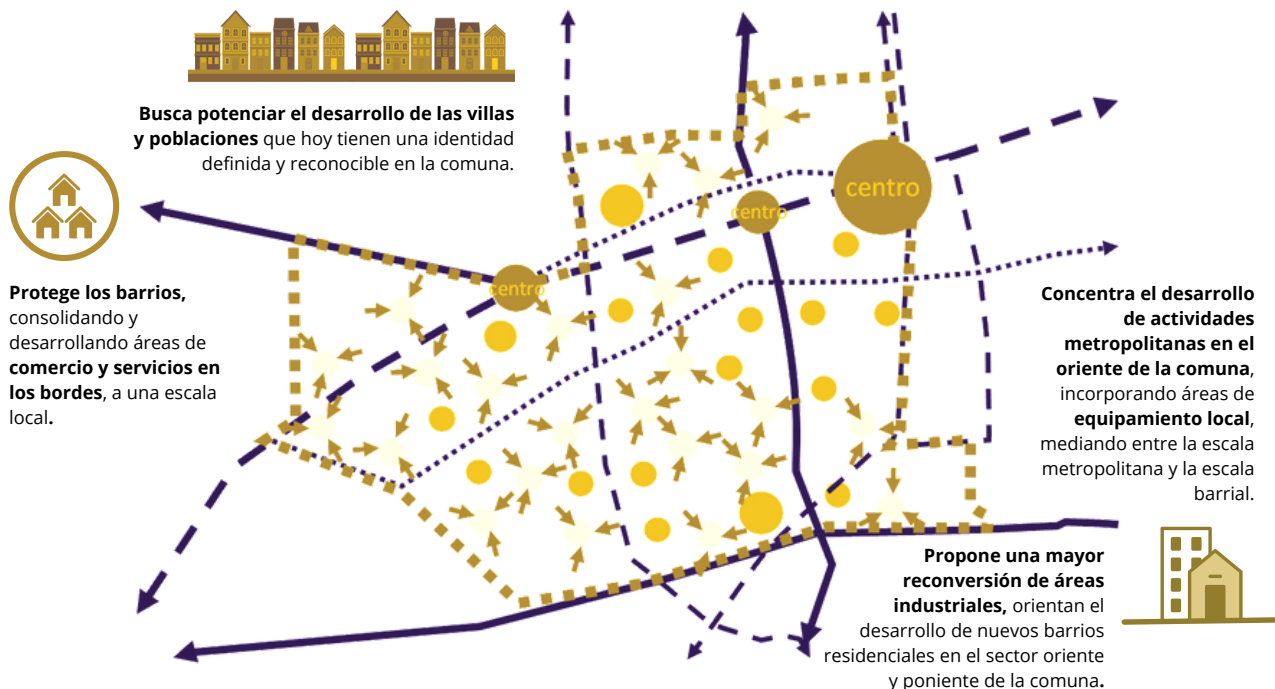 Busca potenciar el desarrollo de las villas
y poblaciones que hoy tienen una identidad
definida y reconocible en la comuna.
Protege los barrios,
consolidando y
desarrollando áreas de
comercio y servicios en
los bordes, a una escala
local.
centro
centro
centro
Concentra el desarrollo
de actividades
metropolitanas en el
oriente de la comuna,
incorporando áreas de
equipamiento local,
mediando entre la escala
metropolitana y la escala
barrial.
Propone una mayor
reconversión de áreas
industriales, orientan el
desarrollo de nuevos barrios
residenciales en el sector oriente
y poniente de la comuna.